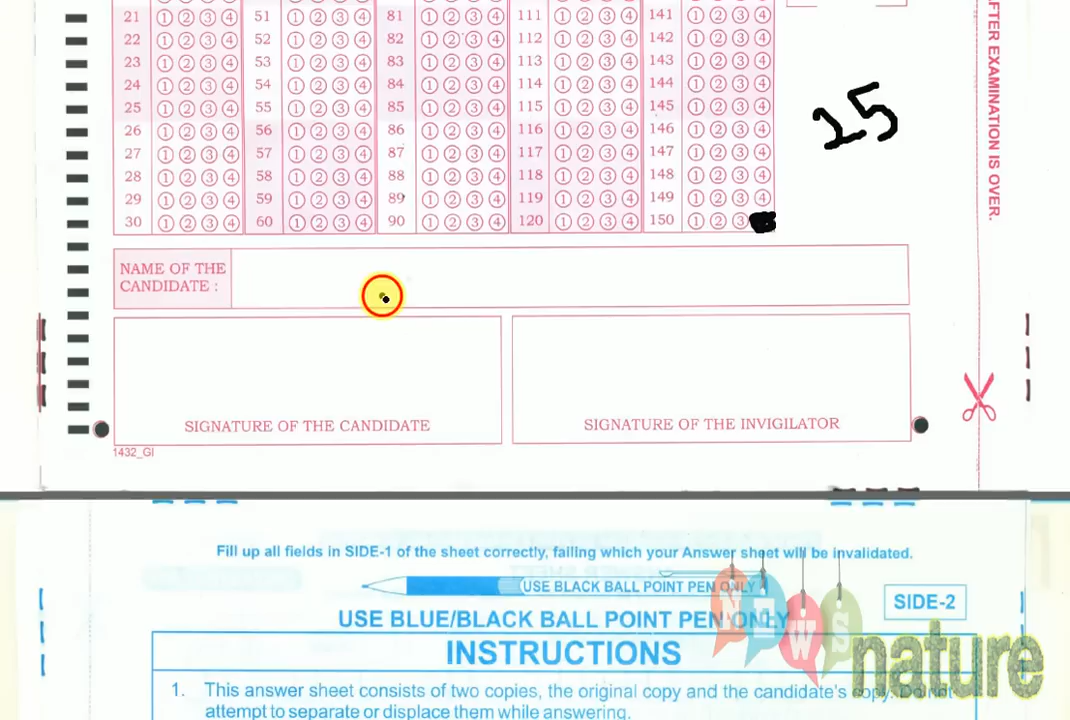 21 ① ② ③ ④ 51 ① ② ③ ④ 81 ① ② ③ ④ 111 ① ② ③ ④ 141 ① ② ③ ④
22 ① ② ③ ④ 52 ① ② ③ ④ 82 ① ② ③ ④ 112 ① ② ③ ④ 142 ① ② ③ ④
23 ① ② ③ ④ 53 ① ② ③ ④ 83 ① ② ③ ④ 113 ① ② ③ ④ 143 ① ② ③ ④
24 ① ② ③ ④ 54 ① ② ③ ④ 84 ① ② ③ ④ 114 ① ② ③ ④ 144 ① ② ③ ④
25 ① ② ③ ④ 55 ① ② ③ ④ 85 ① ② ③ ④ 115 ① ② ③ ④ 145 ① ② ③ ④
26 ① ② ③ ④ 56 ① ② ③ ④ 86 ① ② ③ ④ 116 ① ② ③ ④ 146 ① ② ③ ④
27 ① ② ③ ④ 57 ① ② ③ ④ 87 ① ② ③ ④ 117 ① ② ③ ④ 147 ① ② ③ ④
28 ① ② ③ ④ 58 ① ② ③ ④ 88 ① ② ③ ④ 118 ① ② ③ ④ 148 ① ② ③ ④
29 ① ② ③ ④ 59 ① ② ③ ④ 89 ① ② ③ ④ 119 ① ② ③ ④ 149 ① ② ③ ④
30 ① ② ③ ④ 60 ① ② ③ ④ 90 ① ② ③ ④ 120 ① ② ③ ④ 150 ① ② ③
25
AFTER EXAMINATION IS OVER.
NAME OF THE
CANDIDATE :
SIGNATURE OF THE CANDIDATE
SIGNATURE OF THE INVIGILATOR
1432_GI
Fill up all fields in SIDE-1 of the sheet correctly, failing which your Answer sheet will be invalidated.
USE BLACK BALL POINT PEN ONLY
USE BLUE/BLACK BALL POINT PEN ONLY
SIDE-2
INSTRUCTIONS
1. This answer sheet consists of two copies, the original copy and the candidate's copy. Do not
attempt to separate or displace them while answering.
NEWS
nature